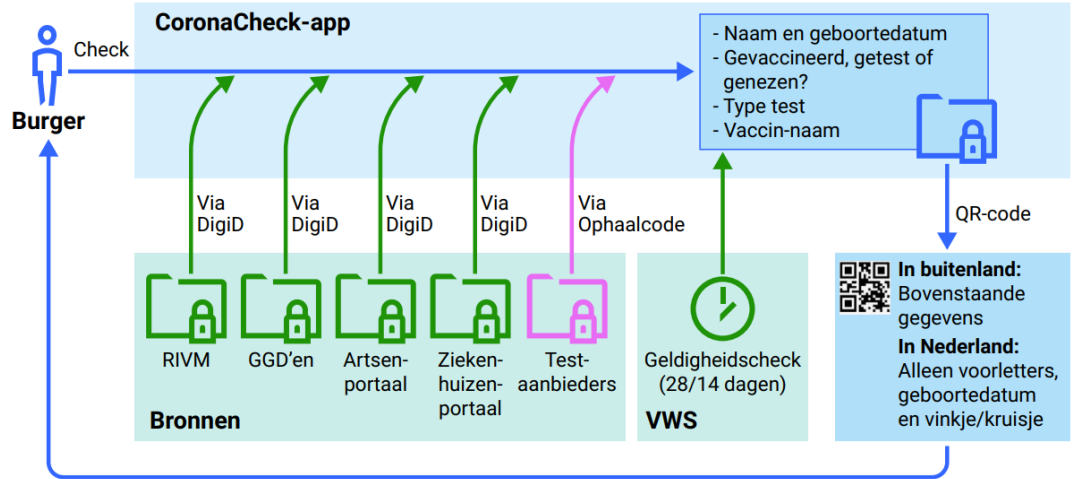 CoronaCheck-app
Check
Burger
- Naam en geboortedatum
- Gevaccineerd, getest of
genezen?
- Type test
- Vaccin-naam
Via
DigiD
Via
DigiD
Via
DigiD
Via
DigiD
Via
Ophaalcode
QR-code
RIVM
GGD'en
Artsen-
portaal
Zieken-
huizen-
portaal
Test-
aanbieders
Bronnen
Geldigheidscheck
(28/14 dagen)
VWS
In buitenland:
Bovenstaande
gegevens
In Nederland:
Alleen voorletters,
geboortedatum
en vinkje/kruisje